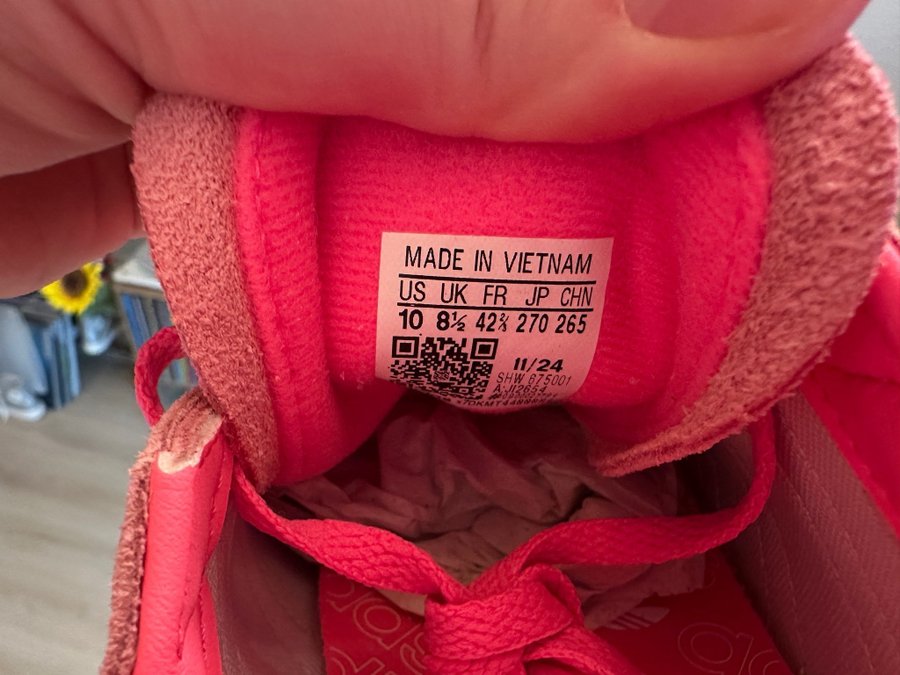 MADE IN VIETNAM
US UK FR JP CHN
10 8½ 42⅔ 270 265
11/24
SHW 675001
A:JI2654